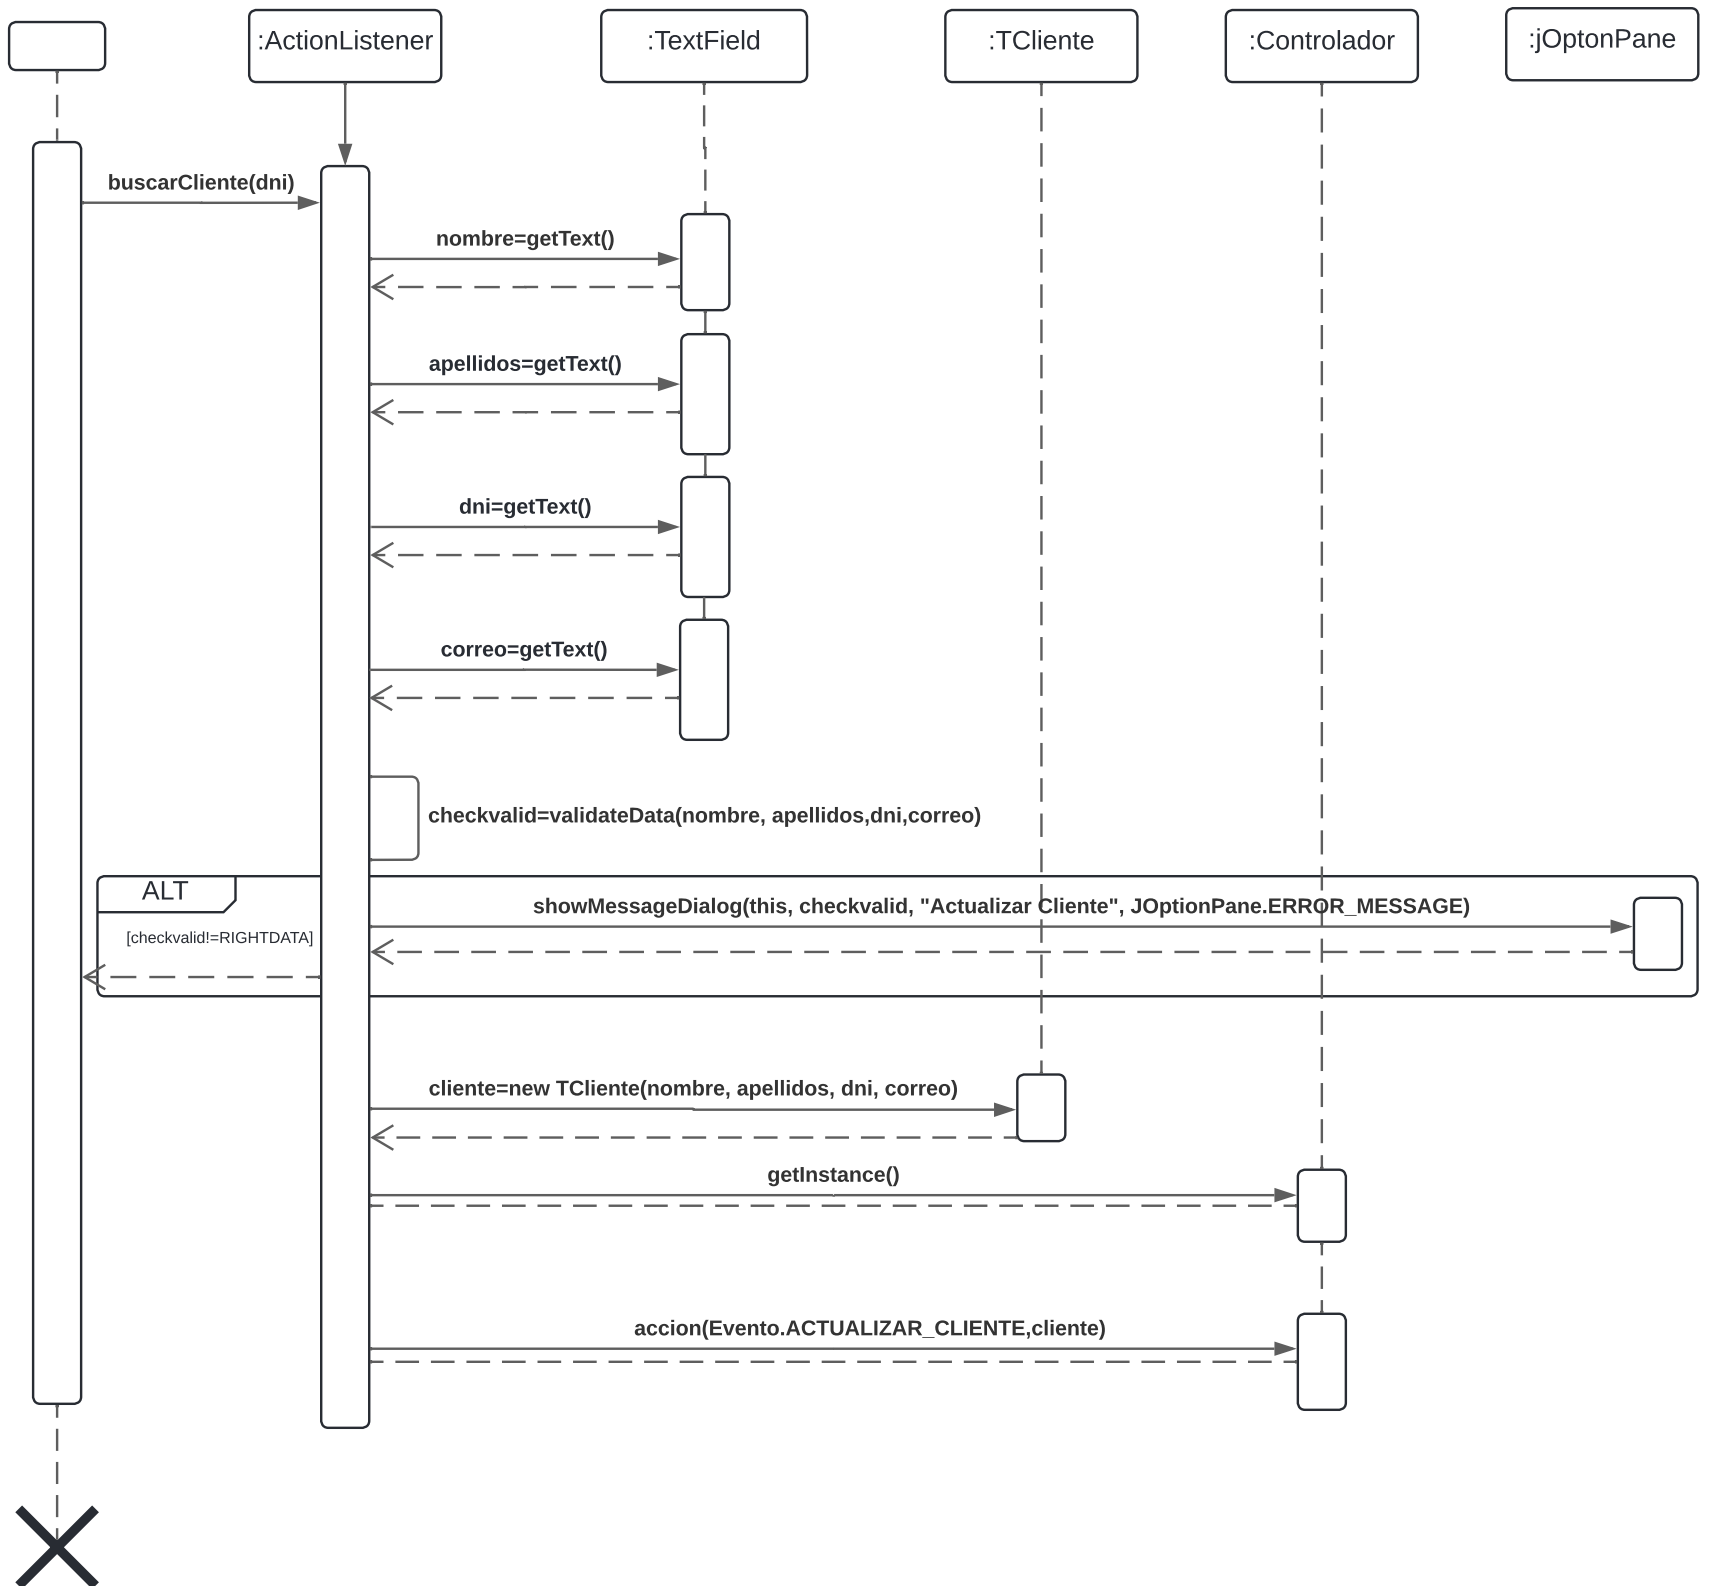 :ActionListener
:TextField
:TCliente
:Controlador
:jOptonPane
buscarCliente(dni)
nombre=getText()
apellidos=getText()
dni=getText()
correo=getText()
checkvalid=validateData(nombre, apellidos,dni,correo)
ALT
showMessageDialog(this, checkvalid, "Actualizar Cliente", JOptionPane.ERROR_MESSAGE)
[checkvalid!=RIGHTDATA]
cliente=new TCliente(nombre, apellidos, dni, correo)
getInstance()
accion(Evento.ACTUALIZAR_CLIENTE,cliente)